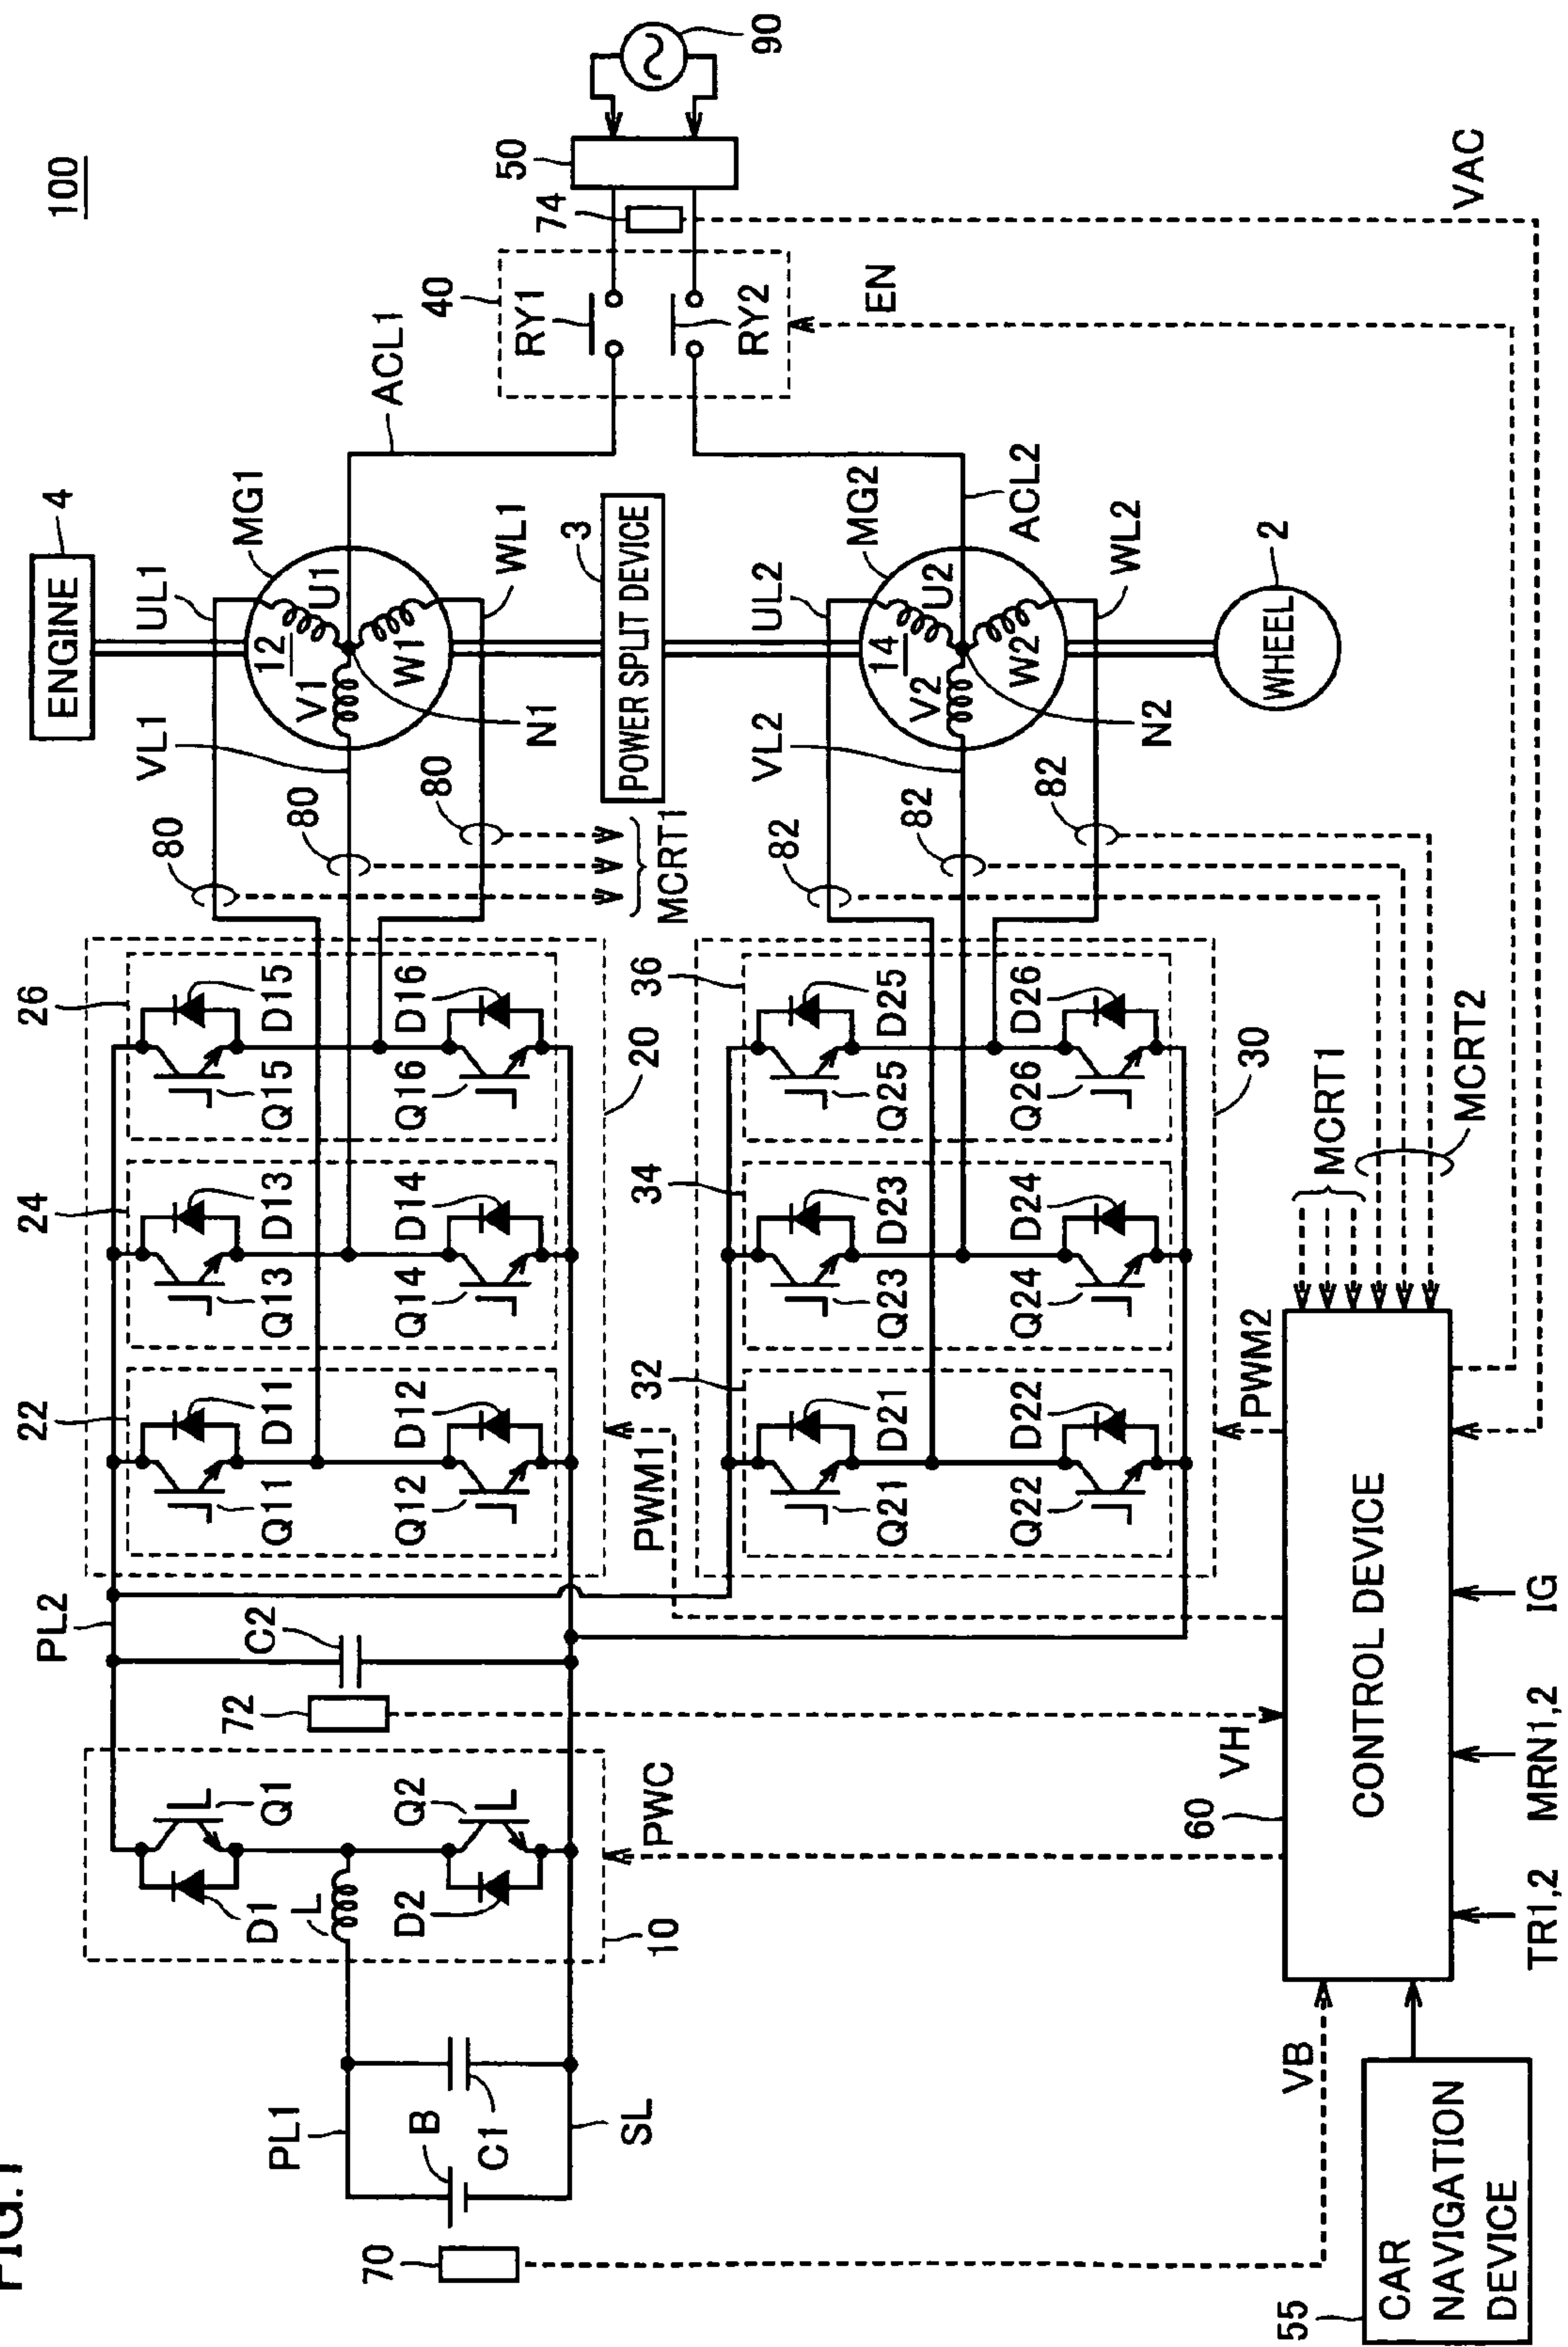 FIG.1
100
ENGINE
4
UL1
MG1
12
U1
V1
W1
VL1
WL1
N1
ACL1
80
80
80
MCRT1
POWER SPLIT DEVICE
3
UL2
MG2
14
U2
V2
W2
VL2
WL2
N2
ACL2
82
82
82
WHEEL
2
40
RY1
RY2
EN
74
50
90
VAC
26
24
22
20
D15
Q15
D16
Q16
D13
Q13
D14
Q14
D11
Q11
D12
Q12
PWM1
36
34
32
30
D25
Q25
D26
Q26
D23
Q23
D24
Q24
D21
Q21
D22
Q22
PWM2
MCRT1
MCRT2
PL2
C2
72
VH
Q1
D1
L
Q2
D2
10
PWC
PL1
B
C1
SL
70
VB
60
CONTROL DEVICE
IG
MRN1,2
TR1,2
55
CAR
NAVIGATION
DEVICE